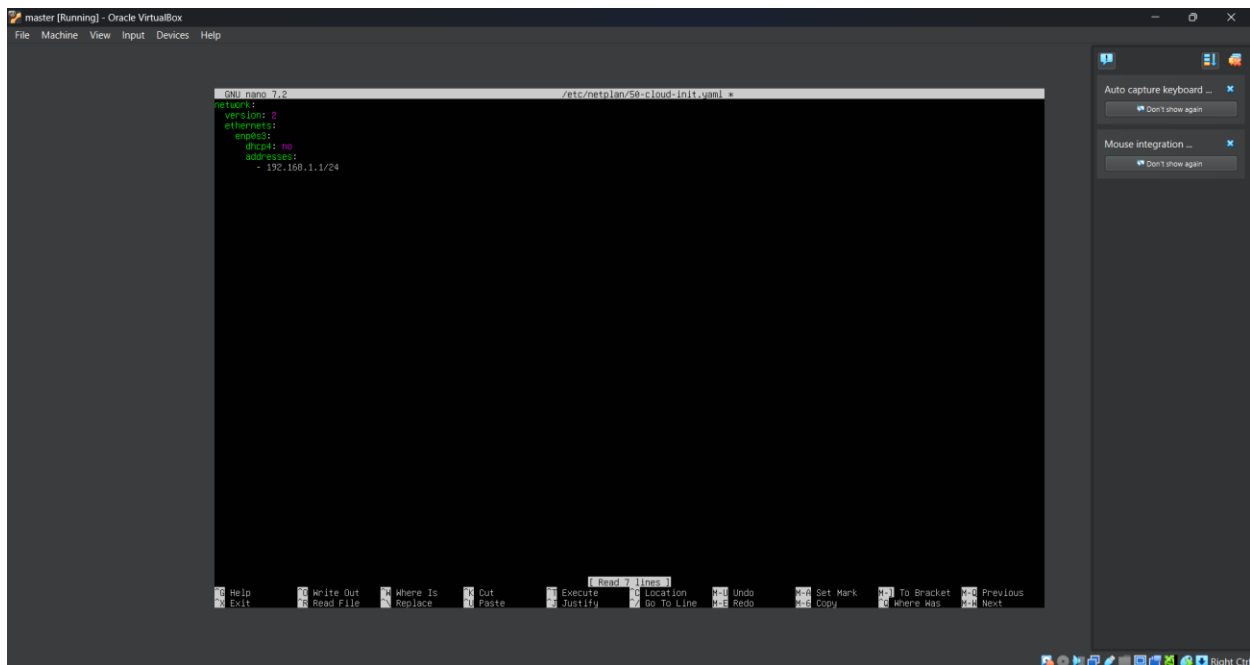 master [Running] - Oracle VirtualBox
File Machine View Input Devices Help
GNU nano 7.2 /etc/netplan/50-cloud-init.yaml *
network:
version: 2
ethernets:
enp0s3:
dhcp4: no
addresses:
- 192.168.1.1/24
Auto capture keyboard ...
Don't show again
Mouse integration ...
Don't show again
[ Read 7 lines ]
^G Help ^O Write Out ^W Where Is ^K Cut ^T Execute ^C Location M-U Undo M-A Set Mark M-] To Bracket M-Q Previous
^X Exit ^R Read File ^\ Replace ^U Paste ^J Justify ^/ Go To Line M-E Redo M-6 Copy ^Q Where Was M-W Next
Right Ctrl